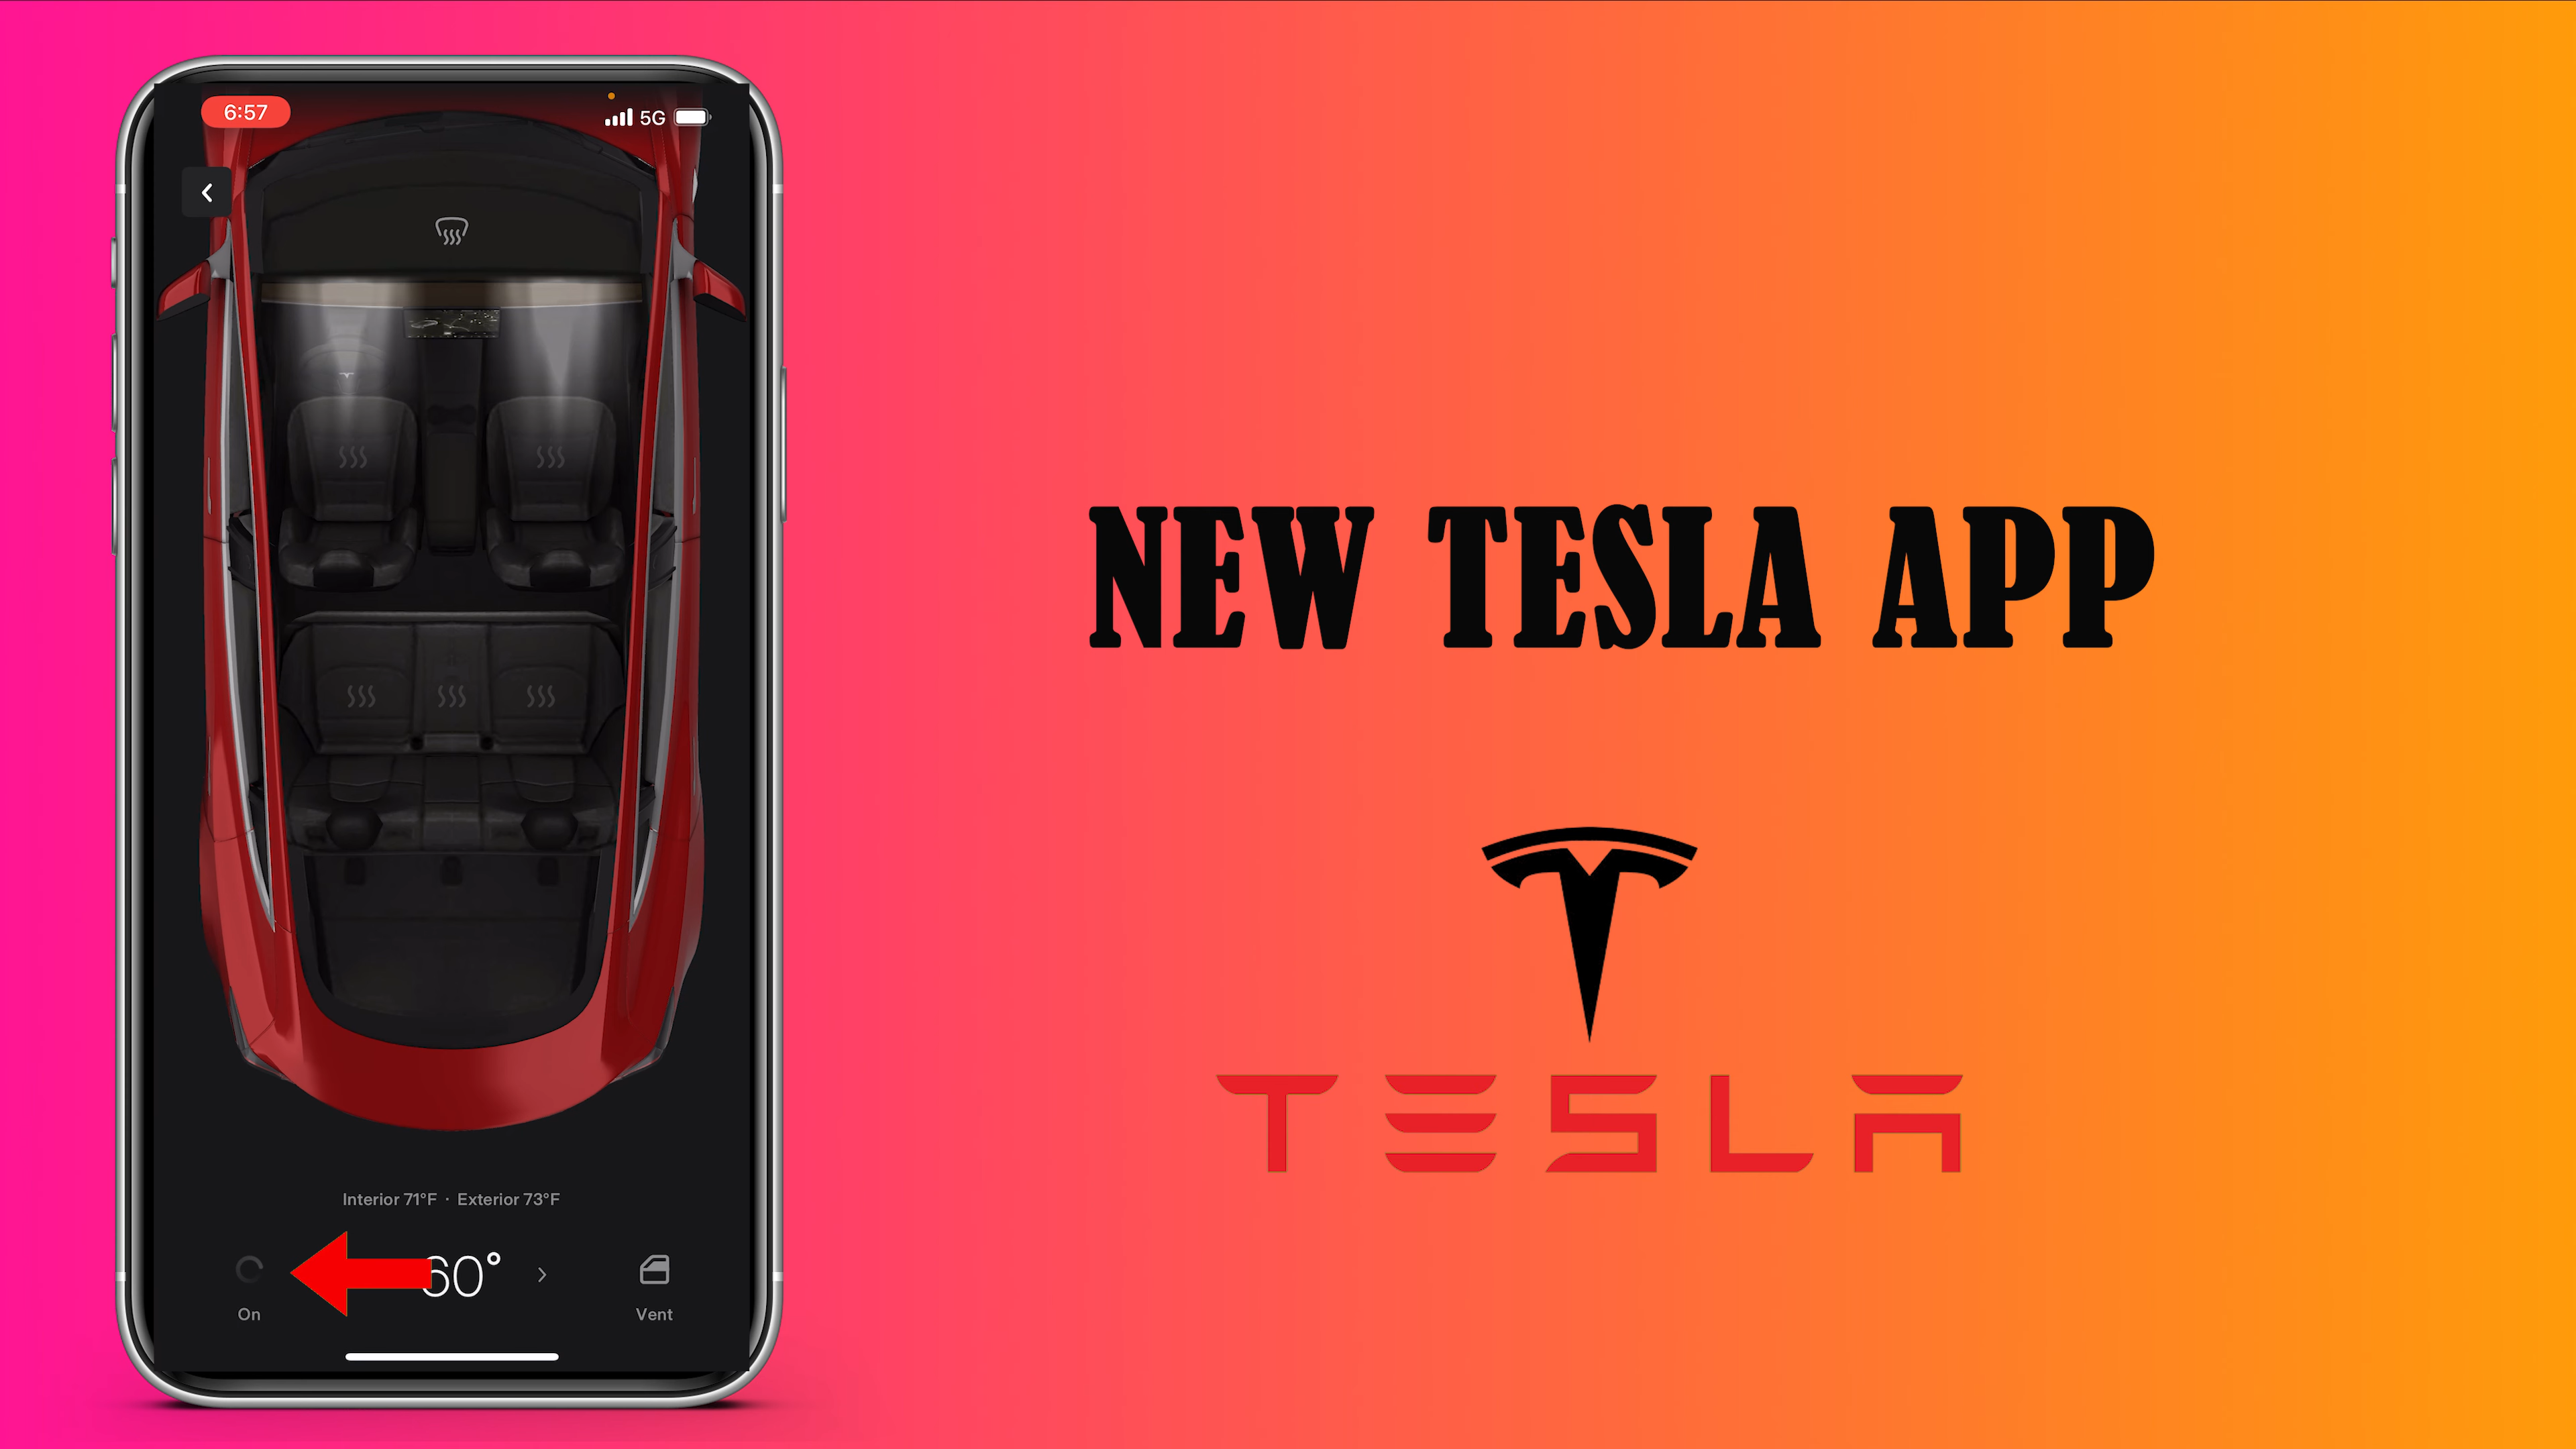 6:57
5G
NEW TESLA APP
TESLA
Interior 71°F · Exterior 73°F
60°
On
Vent